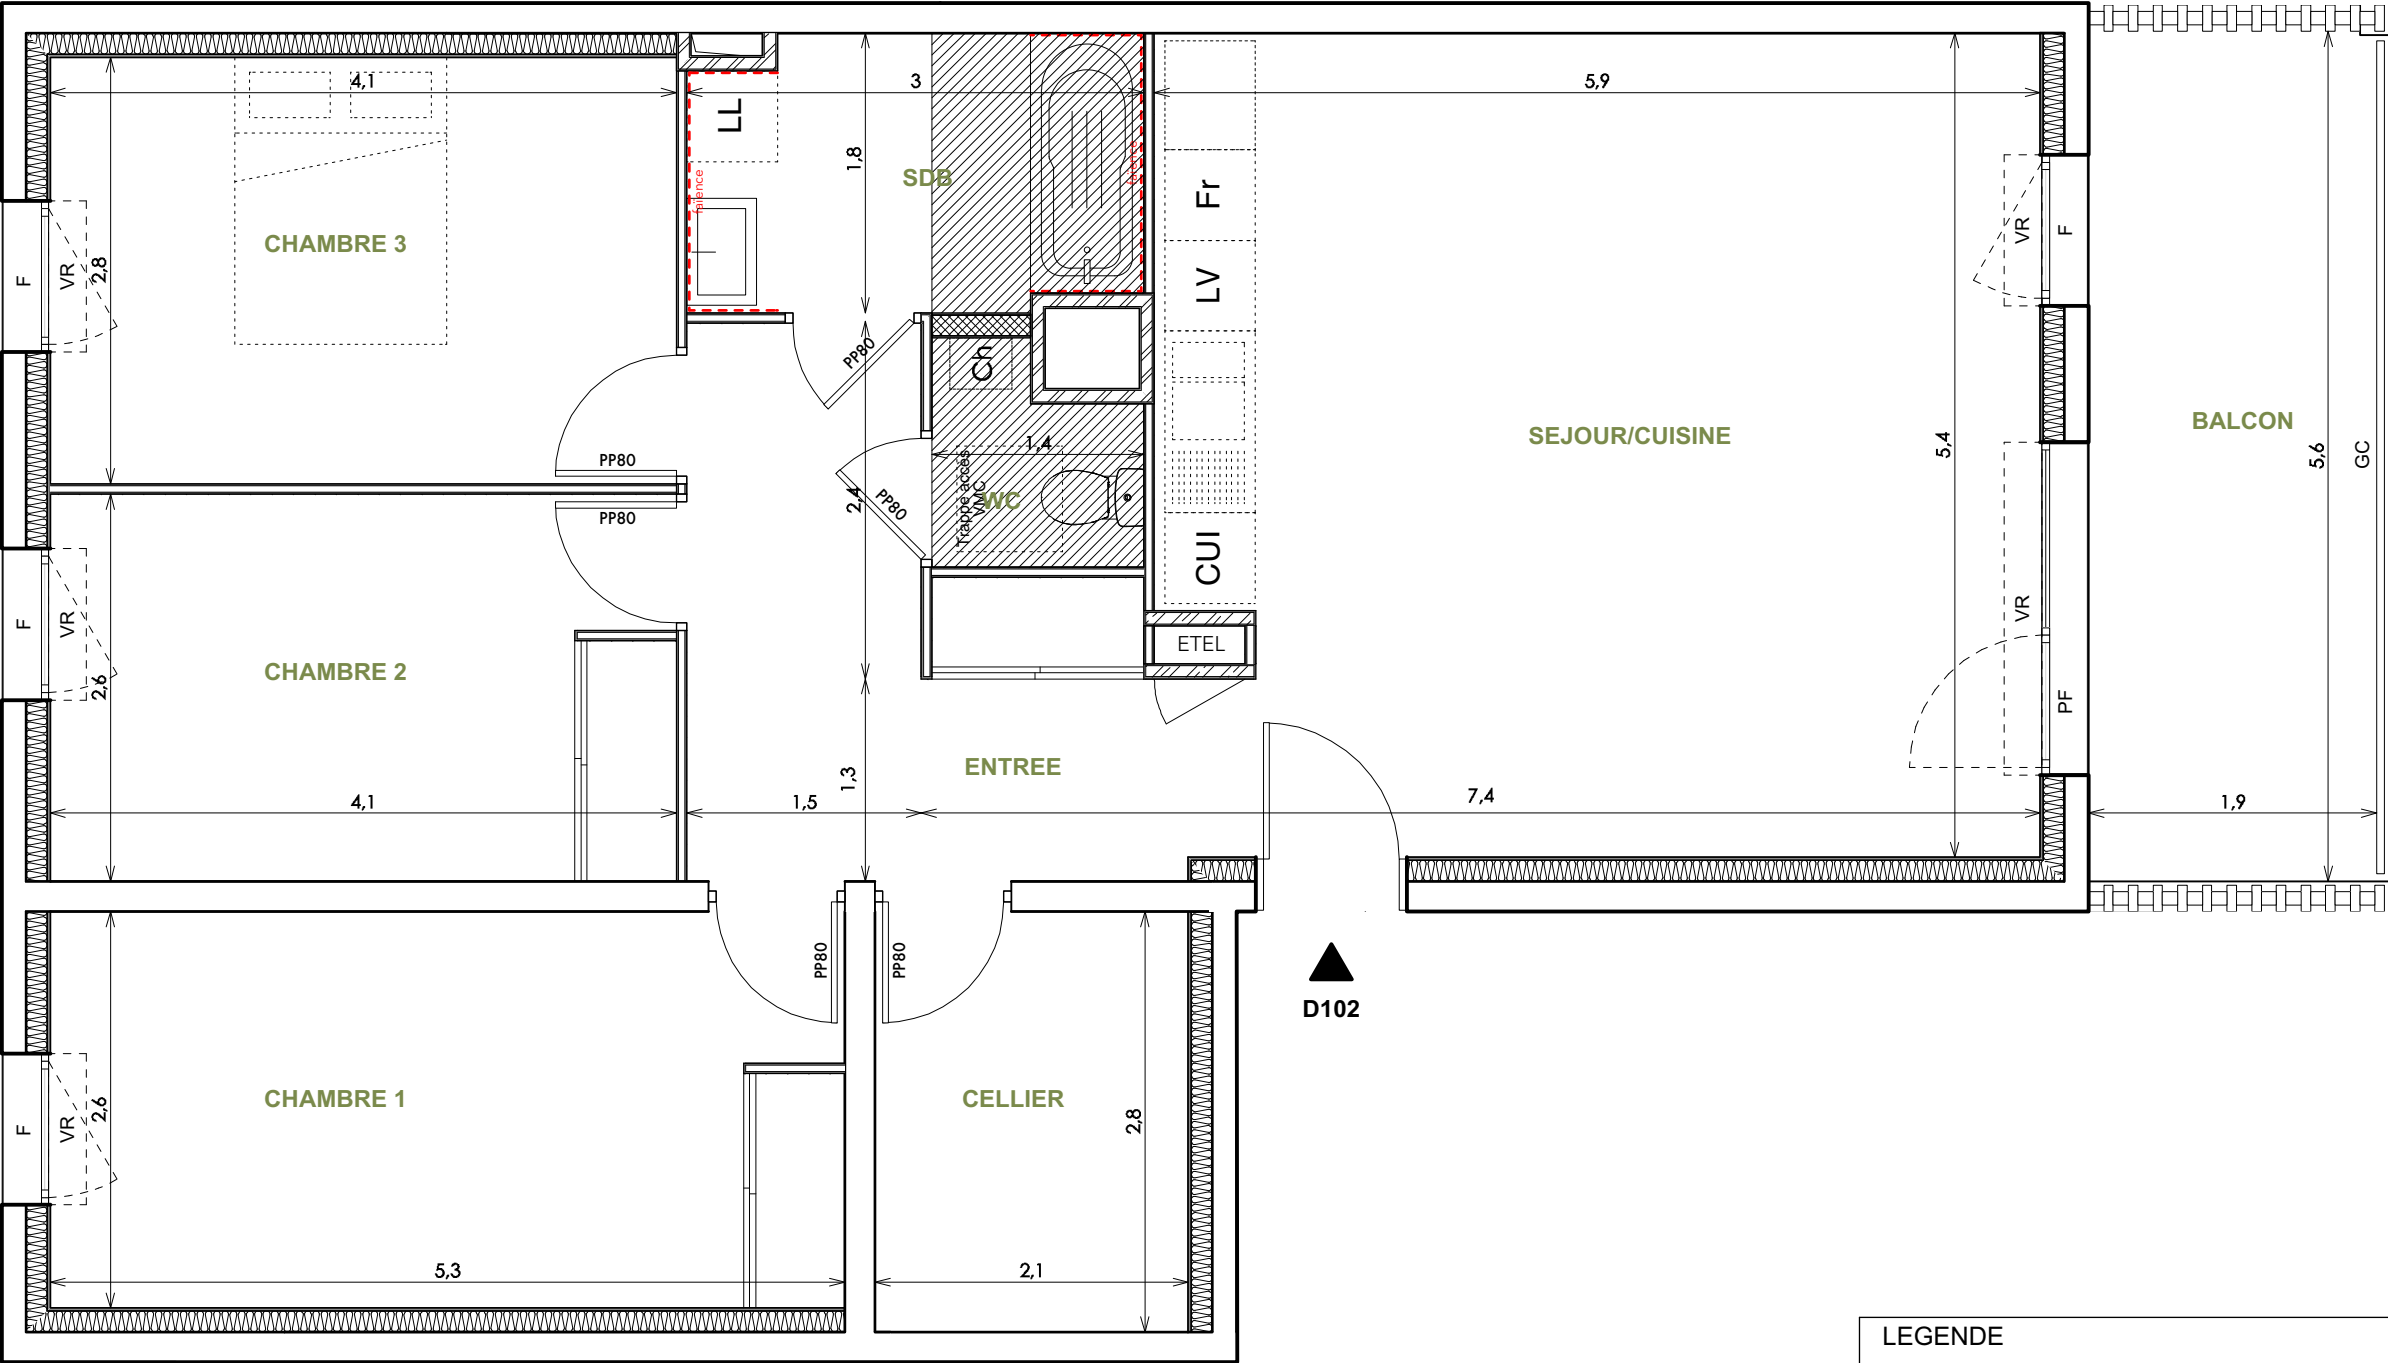 4,1
3
5,9
LL
faïence
faïence
1,8
SDB
Fr
CHAMBRE 3
2,8
VR
F
VR
F
LV
PP80
Ch
BALCON
SEJOUR/CUISINE
5,4
5,6
GC
1,4
PP80
PP80
2,4
PP80
Trappe accès
VMC
WC
CUI
F
VR
ETEL
VR
CHAMBRE 2
2,6
PF
ENTREE
1,3
4,1
1,5
7,4
1,9
PP80
PP80
D102
CHAMBRE 1
2,6
CELLIER
2,8
F
VR
5,3
2,1
LEGENDE